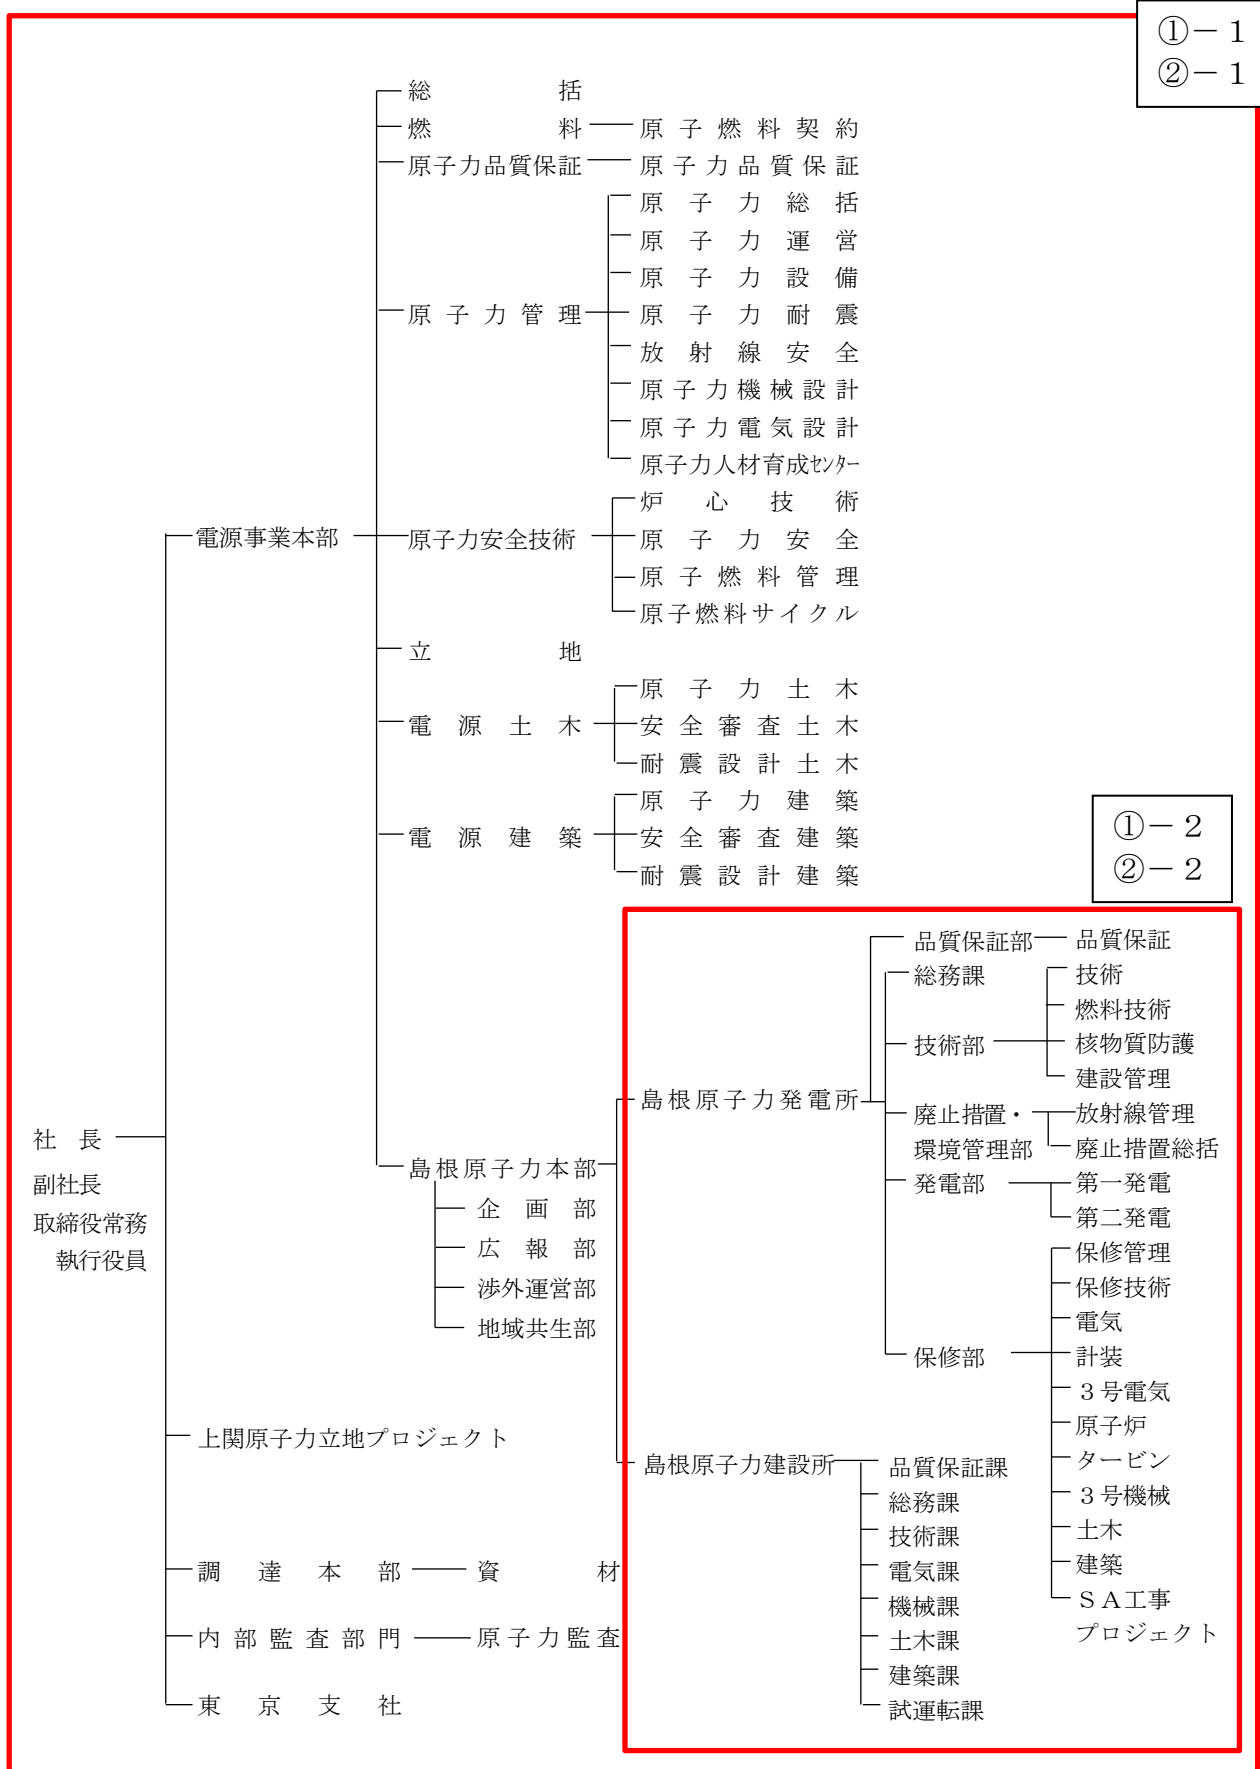 ①－１
②－１
総括
燃料
原子燃料契約
原子力品質保証
原子力品質保証
原子力管理
原子力総括
原子力運営
原子力設備
原子力耐震
放射線安全
原子力機械設計
原子力電気設計
原子力人材育成ｾﾝﾀｰ
電源事業本部
原子力安全技術
炉心技術
原子力安全
原子燃料管理
原子燃料サイクル
立地
電源土木
原子力土木
安全審査土木
耐震設計土木
電源建築
原子力建築
安全審査建築
耐震設計建築
①－２
②－２
社長
副社長
取締役常務
執行役員
島根原子力本部
企画部
広報部
渉外運営部
地域共生部
島根原子力発電所
品質保証部
品質保証
総務課
技術部
技術
燃料技術
核物質防護
建設管理
廃止措置・
環境管理部
放射線管理
廃止措置総括
発電部
第一発電
第二発電
保修部
保修管理
保修技術
電気
計装
３号電気
原子炉
タービン
３号機械
土木
建築
ＳＡ工事
プロジェクト
島根原子力建設所
品質保証課
総務課
技術課
電気課
機械課
土木課
建築課
試運転課
上関原子力立地プロジェクト
調達本部
資材
内部監査部門
原子力監査
東京支社